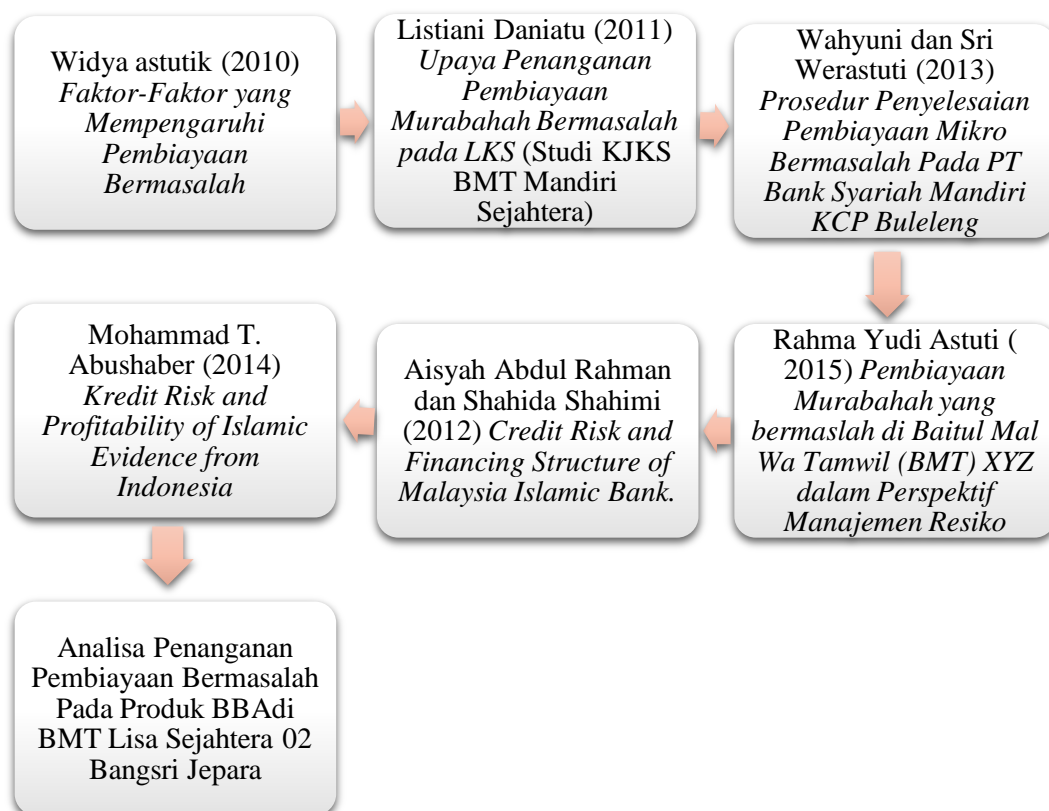 Widya astutik (2010)
Faktor-Faktor yang
Mempengaruhi
Pembiayaan
Bermasalah
Listiani Daniatu (2011)
Upaya Penanganan
Pembiayaan
Murabahah Bermasalah
pada LKS (Studi KJKS
BMT Mandiri
Sejahtera)
Wahyuni dan Sri
Werastuti (2013)
Prosedur Penyelesaian
Pembiayaan Mikro
Bermasalah Pada PT
Bank Syariah Mandiri
KCP Buleleng
Rahma Yudi Astuti (
2015) Pembiayaan
Murabahah yang
bermaslah di Baitul Mal
Wa Tamwil (BMT) XYZ
dalam Perspektif
Manajemen Resiko
Aisyah Abdul Rahman
dan Shahida Shahimi
(2012) Credit Risk and
Financing Structure of
Malaysia Islamic Bank.
Mohammad T.
Abushaber (2014)
Kredit Risk and
Profitability of Islamic
Evidence from
Indonesia
Analisa Penanganan
Pembiayaan Bermasalah
Pada Produk BBAdi
BMT Lisa Sejahtera 02
Bangsri Jepara